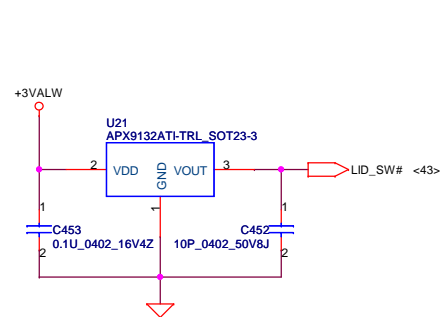 +3VALW
U21
APX9132ATI-TRL_SOT23-3
2 VDD GND VOUT 3
1
LID_SW# <43>
1 1
C453 C452
0.1U_0402_16V4Z 10P_0402_50V8J
2 2